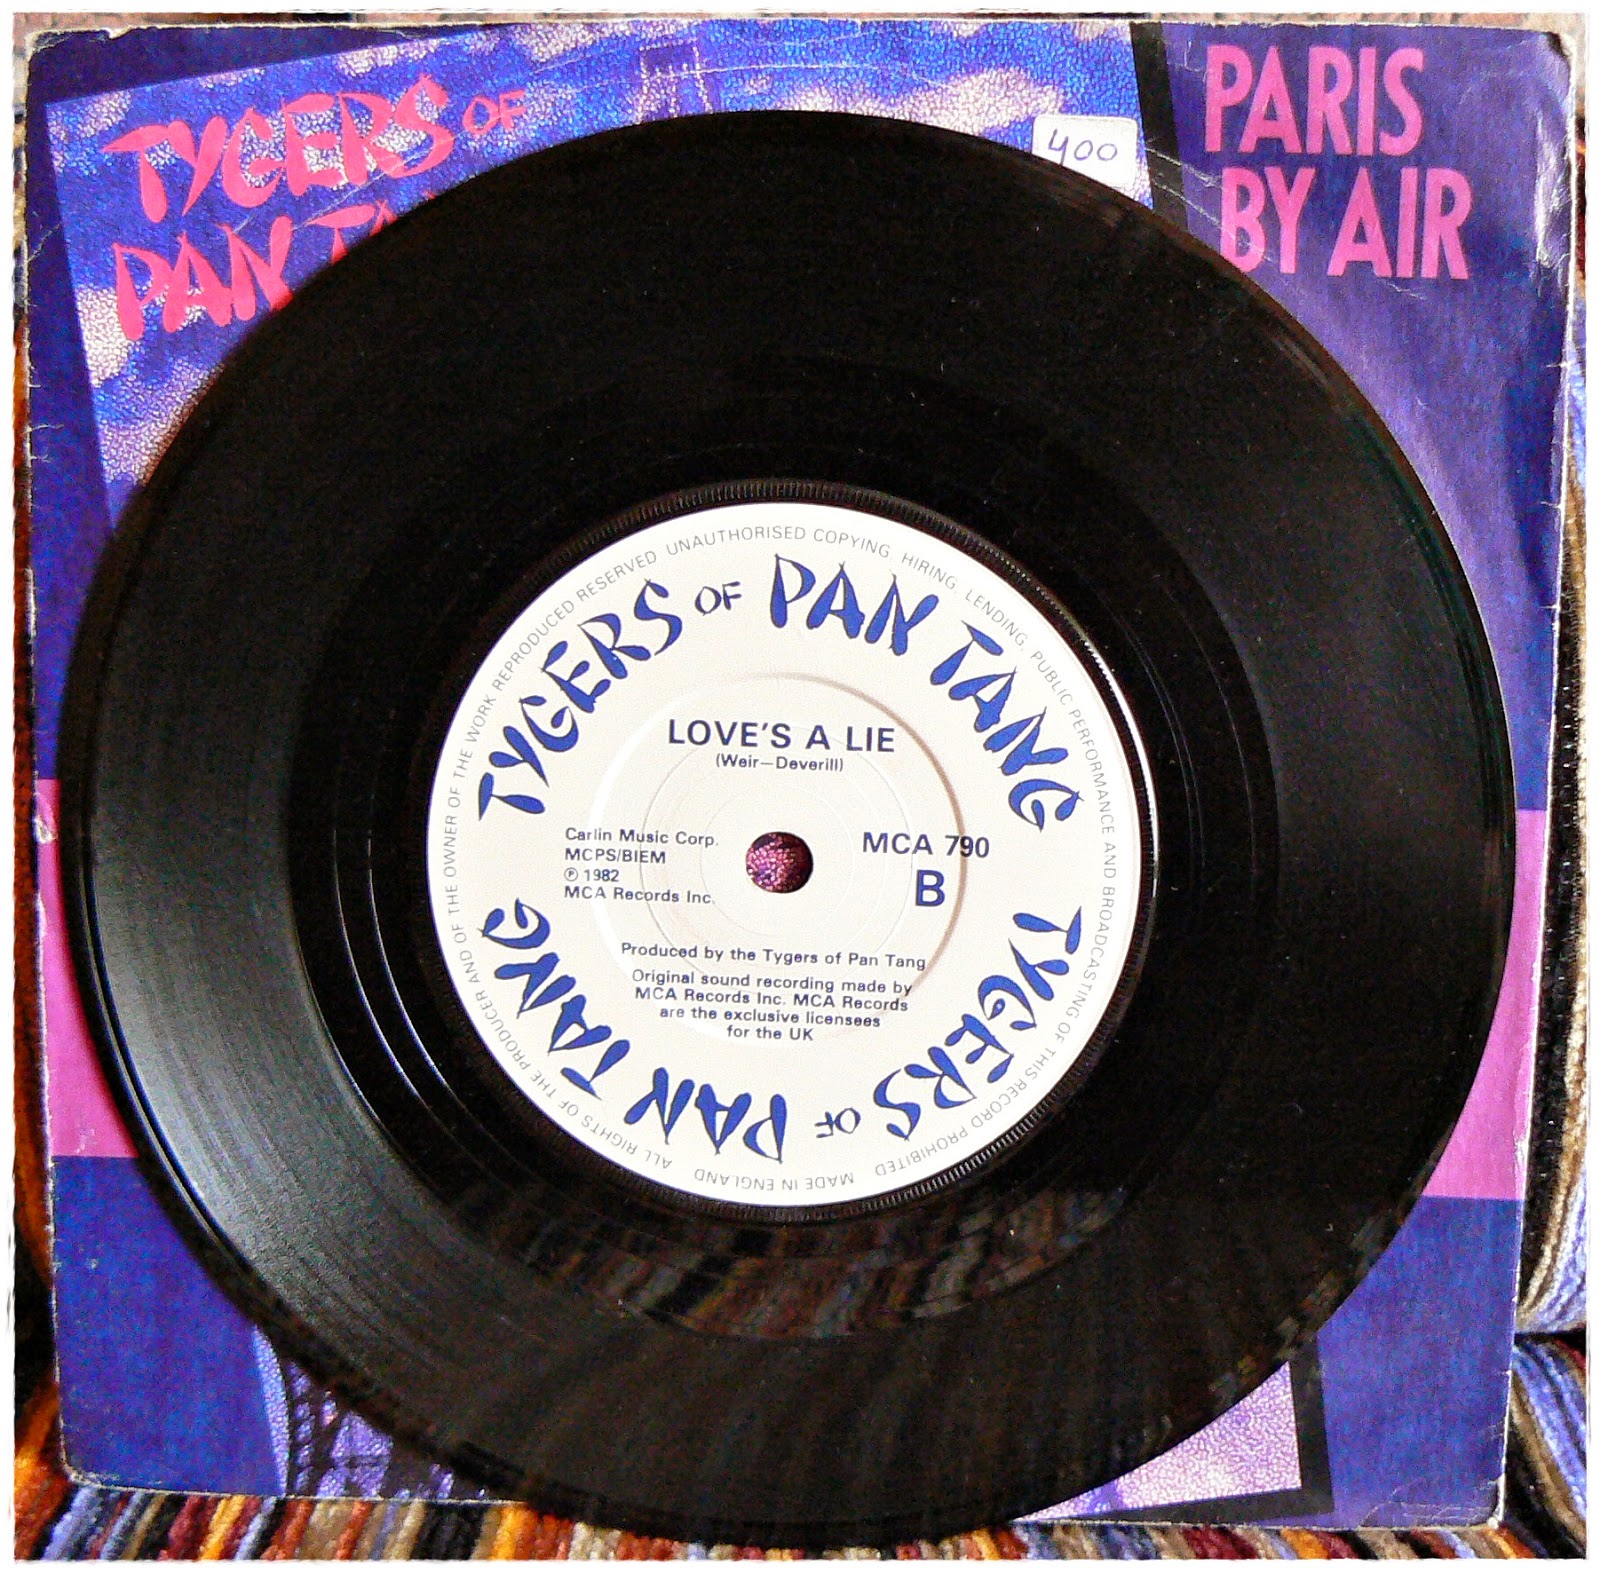 TYGERS OF
PAN TA
400
PARIS
BY AIR
TYGERS OF PAN TANG
TYGERS OF PAN TANG
LOVE'S A LIE
(Weir—Deverill)
Carlin Music Corp.
MCPS/BIEM
℗ 1982
MCA Records Inc.
MCA 790
B
Produced by the Tygers of Pan Tang
Original sound recording made by
MCA Records Inc. MCA Records
are the exclusive licensees
for the UK
ALL RIGHTS OF THE PRODUCER AND OF THE OWNER OF THE WORK REPRODUCED RESERVED UNAUTHORISED COPYING, HIRING, LENDING, PUBLIC PERFORMANCE AND BROADCASTING OF THIS RECORD PROHIBITED MADE IN ENGLAND